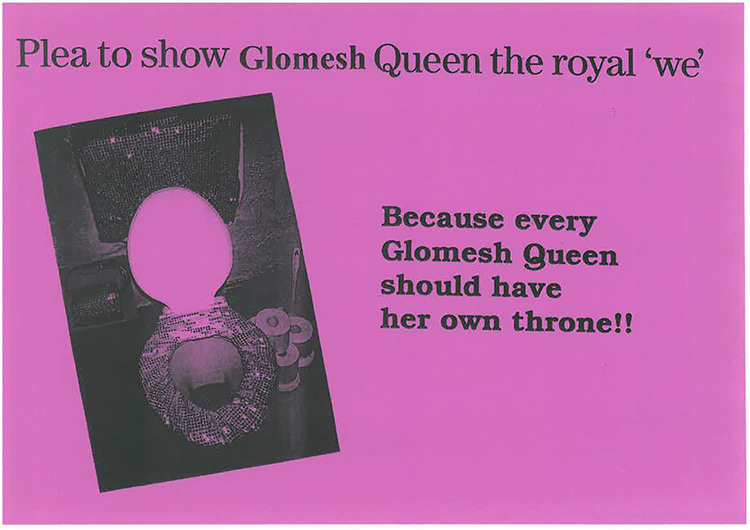 Plea to show Glomesh Queen the royal ‘we’
Because every
Glomesh Queen
should have
her own throne!!